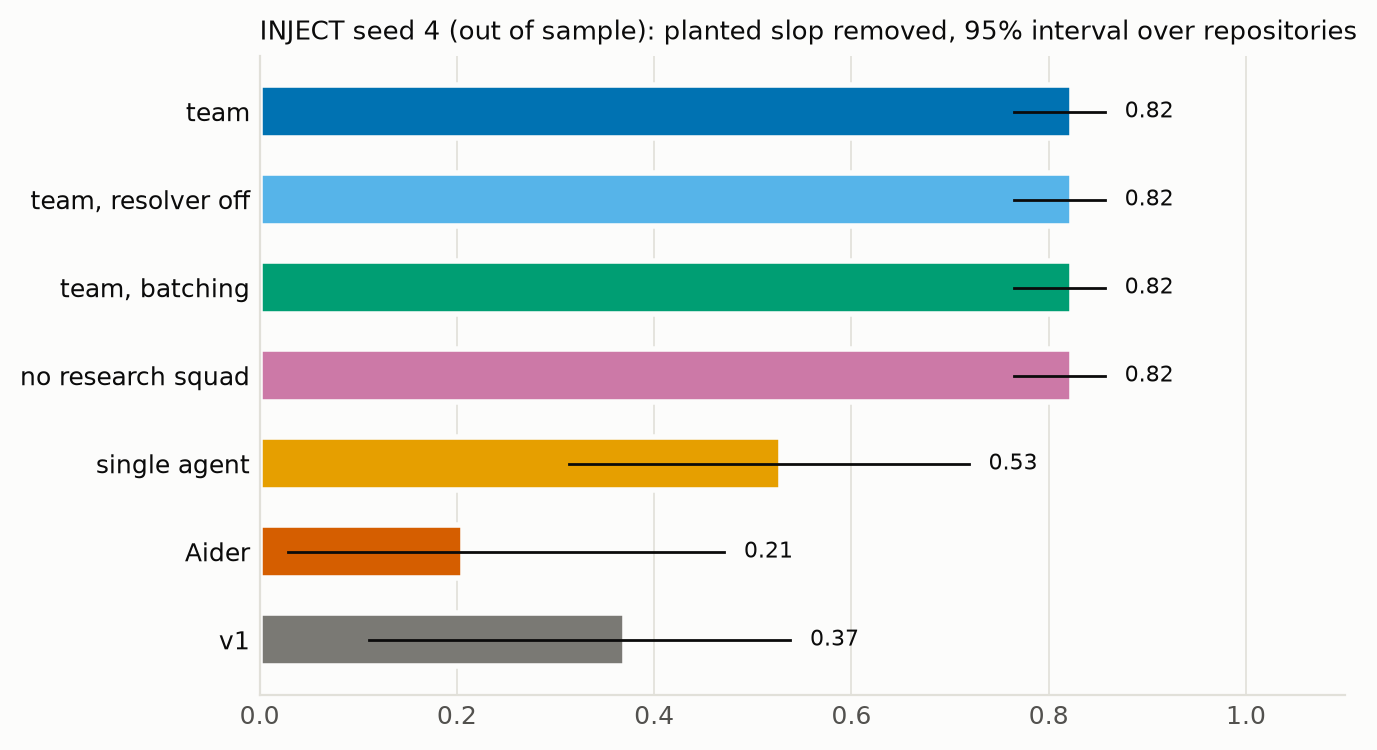 INJECT seed 4 (out of sample): planted slop removed, 95% interval over repositories
team 0.82
team, resolver off 0.82
team, batching 0.82
no research squad 0.82
single agent 0.53
Aider 0.21
v1 0.37
0.0 0.2 0.4 0.6 0.8 1.0